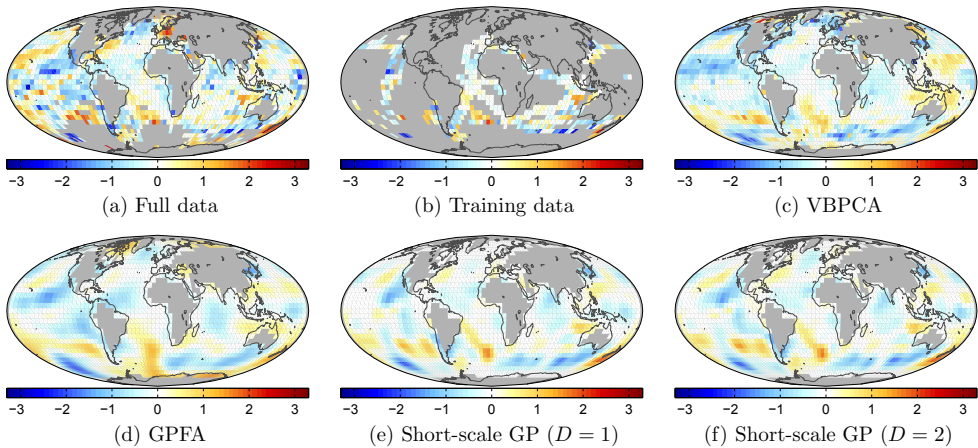 −3 −2 −1 0 1 2 3
(a) Full data
−3 −2 −1 0 1 2 3
(b) Training data
−3 −2 −1 0 1 2 3
(c) VBPCA
−3 −2 −1 0 1 2 3
(d) GPFA
−3 −2 −1 0 1 2 3
(e) Short-scale GP (D = 1)
−3 −2 −1 0 1 2 3
(f) Short-scale GP (D = 2)